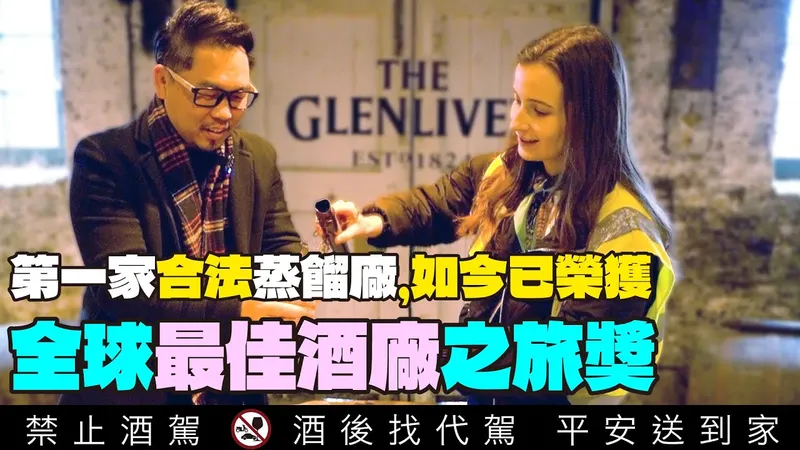 THE
GLENLIVE
ESTD 1824
第一家合法蒸餾廠,如今已榮獲
全球最佳酒廠之旅獎
禁止酒駕 酒後找代駕 平安送到家